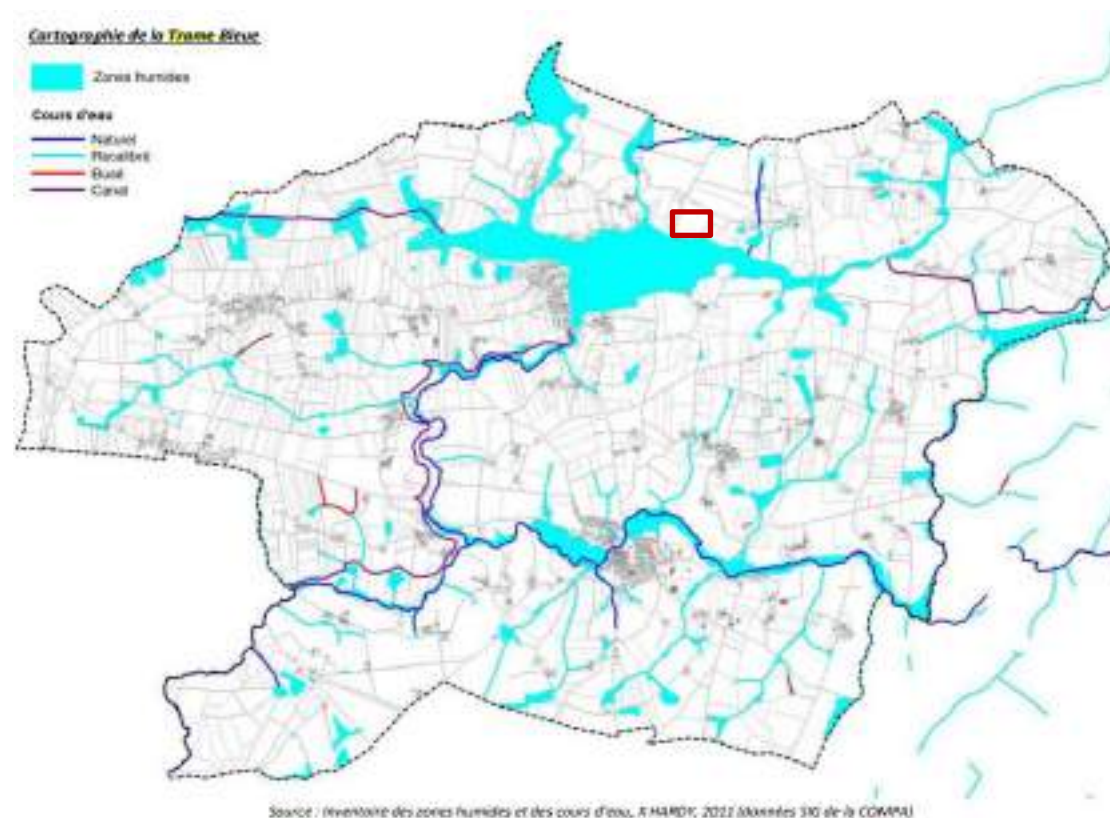 Cartographie de la Trame Bleue
Zones humides
Cours d'eau
Naturel
Recalibré
Busé
Canal
Source : Inventaire des zones humides et des cours d'eau, X HARDY, 2011 (données SIG de la COMPA)